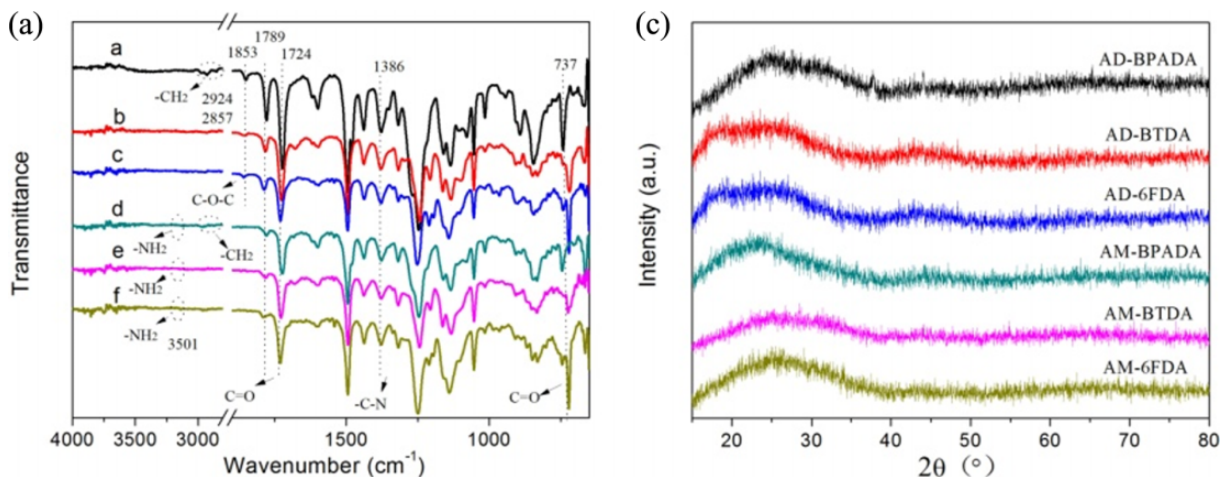 (a)
Transmittance
a
b
c
d
e
f
1853
1789
1724
1386
737
-CH2
2924
2857
C-O-C
-NH2
-CH2
-NH2
-NH2
3501
C=O
-C-N
C=O
4000
3500
3000
1500
1000
Wavenumber (cm-1)
(c)
Intensity (a.u.)
AD-BPADA
AD-BTDA
AD-6FDA
AM-BPADA
AM-BTDA
AM-6FDA
20
30
40
50
60
70
80
2θ (°)